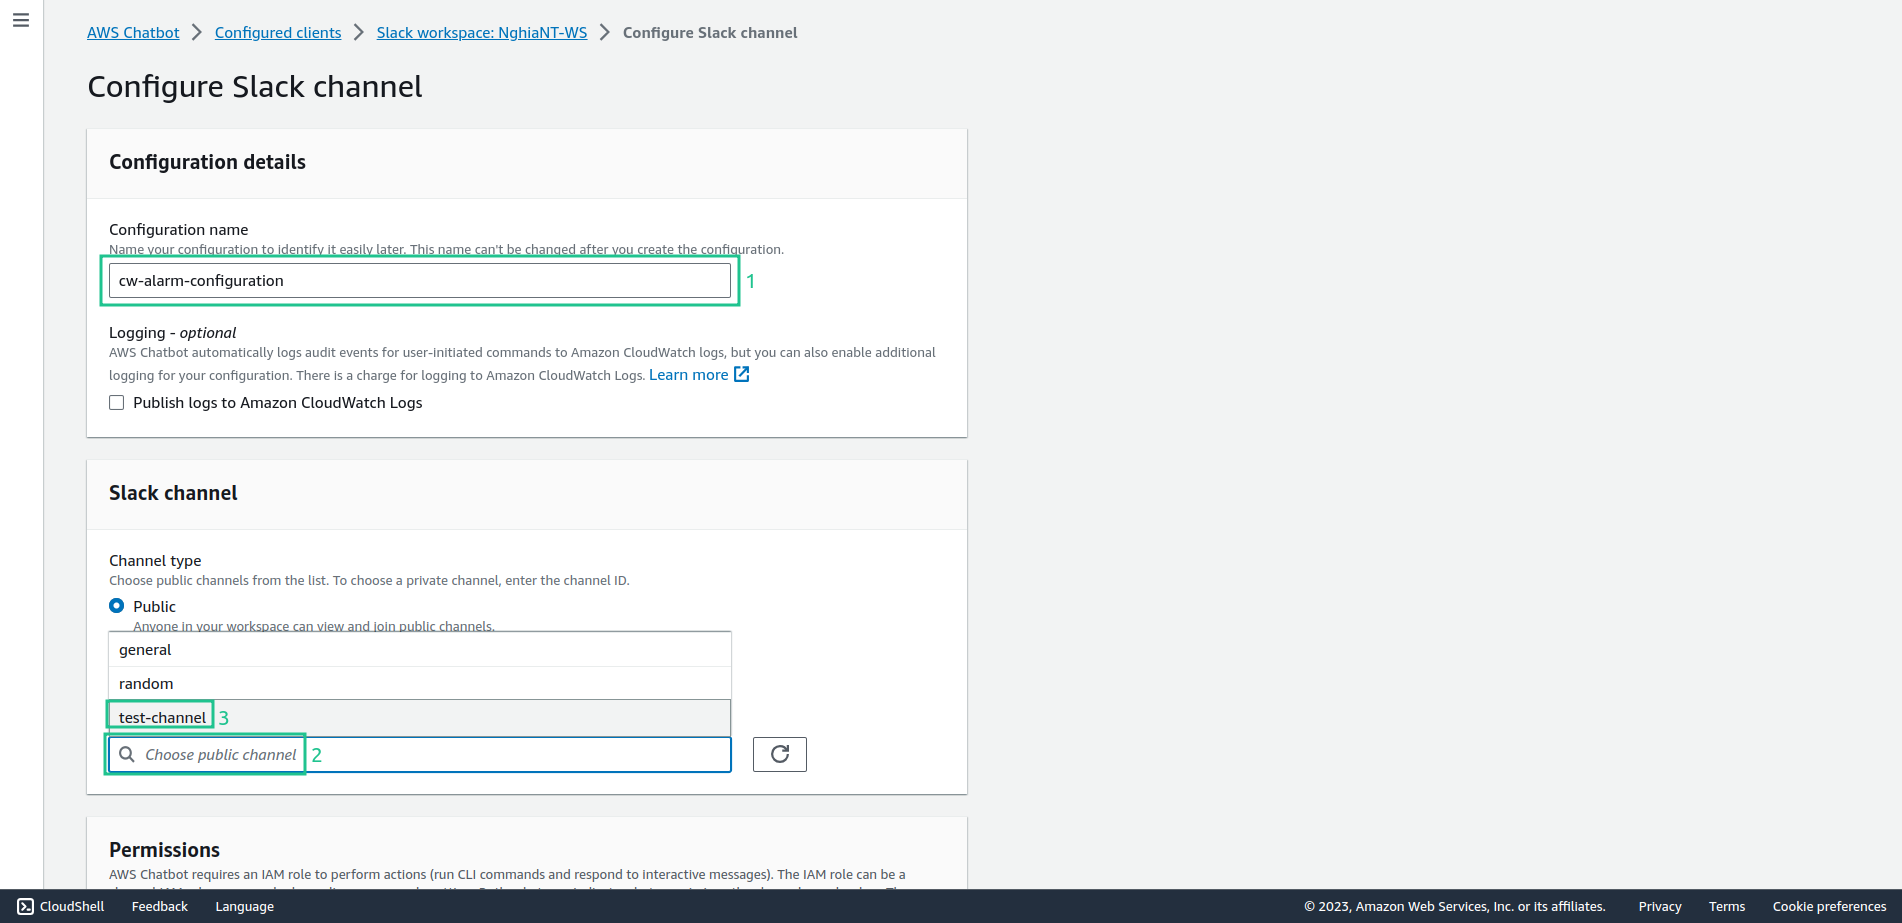 AWS Chatbot > Configured clients > Slack workspace: NghiaNT-WS > Configure Slack channel
Configure Slack channel
Configuration details
Configuration name
Name your configuration to identify it easily later. This name can't be changed after you create the configuration.
cw-alarm-configuration 1
Logging - optional
AWS Chatbot automatically logs audit events for user-initiated commands to Amazon CloudWatch logs, but you can also enable additional
logging for your configuration. There is a charge for logging to Amazon CloudWatch Logs. Learn more
Publish logs to Amazon CloudWatch Logs
Slack channel
Channel type
Choose public channels from the list. To choose a private channel, enter the channel ID.
Public
Anyone in your workspace can view and join public channels.
general
random
test-channel 3
Choose public channel 2
Permissions
AWS Chatbot requires an IAM role to perform actions (run CLI commands and respond to interactive messages). The IAM role can be a
CloudShell Feedback Language © 2023, Amazon Web Services, Inc. or its affiliates. Privacy Terms Cookie preferences